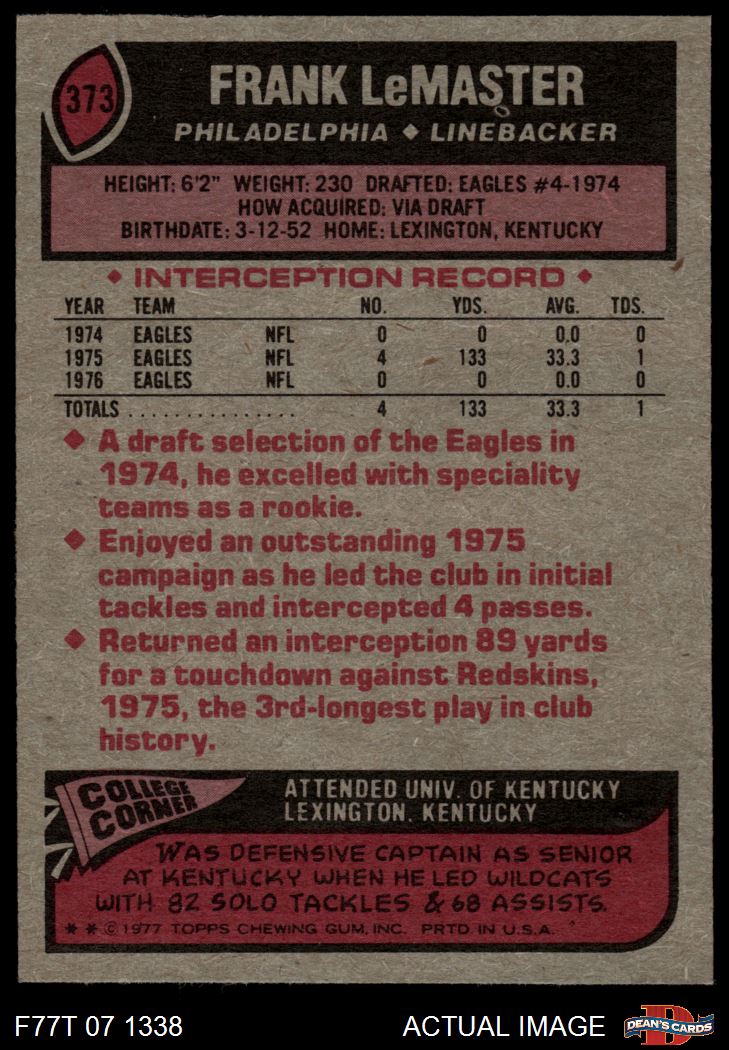 373
FRANK LeMASTER
PHILADELPHIA ◆ LINEBACKER
HEIGHT: 6'2" WEIGHT: 230 DRAFTED: EAGLES #4-1974
HOW ACQUIRED: VIA DRAFT
BIRTHDATE: 3-12-52 HOME: LEXINGTON, KENTUCKY
◆ INTERCEPTION RECORD ◆
YEAR TEAM NO. YDS. AVG. TDS.
1974 EAGLES NFL 0 0 0.0 0
1975 EAGLES NFL 4 133 33.3 1
1976 EAGLES NFL 0 0 0.0 0
TOTALS . . . . . . . . . . . . . . . 4 133 33.3 1
◆ A draft selection of the Eagles in
1974, he excelled with speciality
teams as a rookie.
◆ Enjoyed an outstanding 1975
campaign as he led the club in initial
tackles and intercepted 4 passes.
◆ Returned an interception 89 yards
for a touchdown against Redskins,
1975, the 3rd-longest play in club
history.
COLLEGE
CORNER
ATTENDED UNIV. OF KENTUCKY
LEXINGTON, KENTUCKY
WAS DEFENSIVE CAPTAIN AS SENIOR
AT KENTUCKY WHEN HE LED WILDCATS
WITH 82 SOLO TACKLES & 68 ASSISTS.
* * © 1977 TOPPS CHEWING GUM, INC. PRTD IN U.S.A.
F77T 07 1338
ACTUAL IMAGE
DEAN'S CARDS